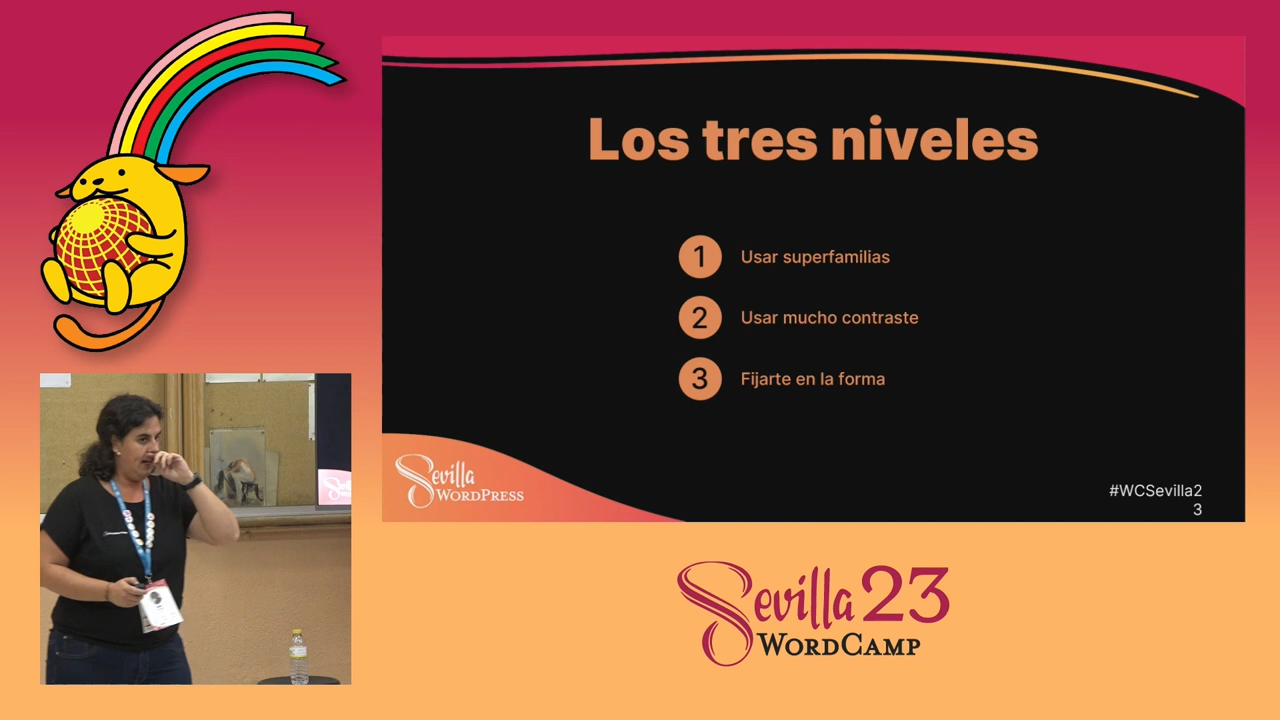 Los tres niveles
1 Usar superfamilias
2 Usar mucho contraste
3 Fijarte en la forma
Sevilla
WORDPRESS
#WCSevilla2
3
Sevilla 23
WORDCAMP